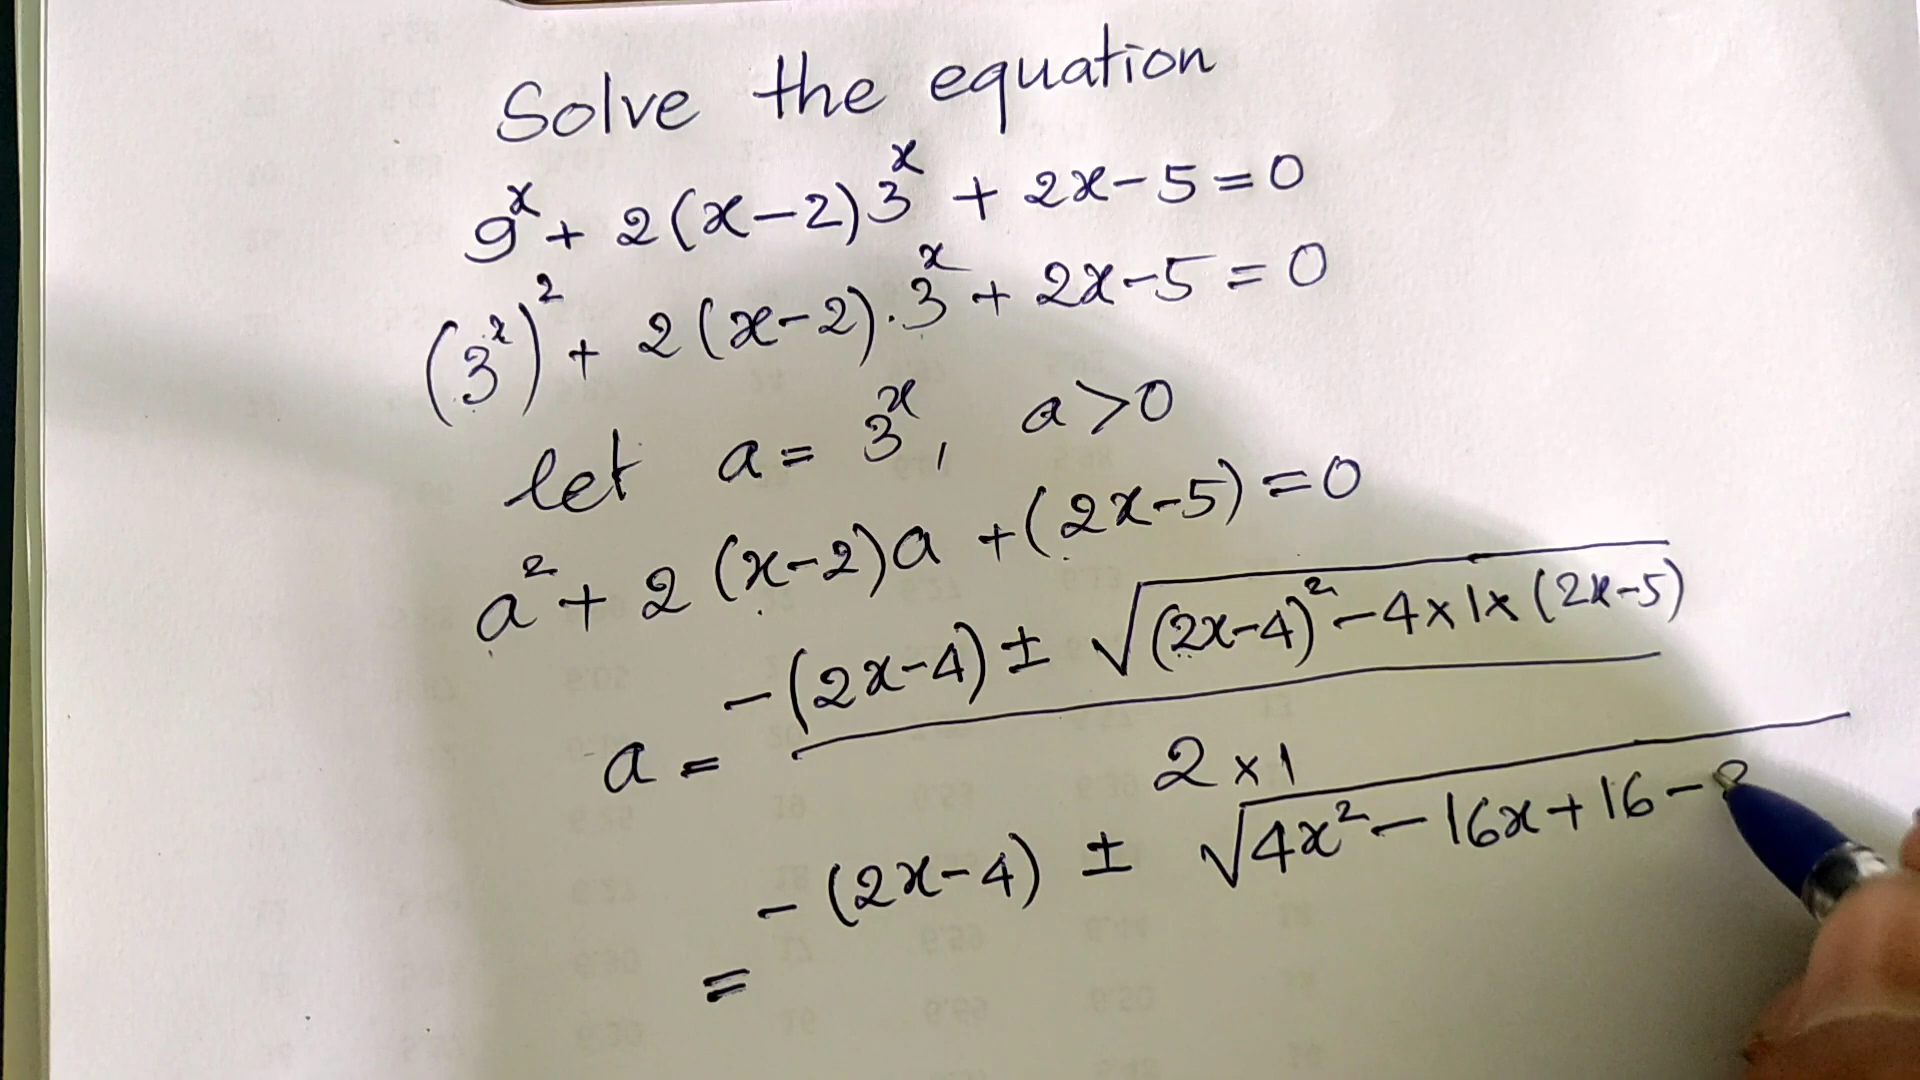 Solve the equation
9^x + 2(x-2)3^x + 2x-5=0
(3^x)^2 + 2(x-2).3^x + 2x-5=0
let a = 3^x, a>0
a^2 + 2(x-2)a +(2x-5)=0
a = (-(2x-4) ± √((2x-4)^2 -4×1×(2x-5))) / (2×1)
= -(2x-4) ± √(4x^2 - 16x + 16 -